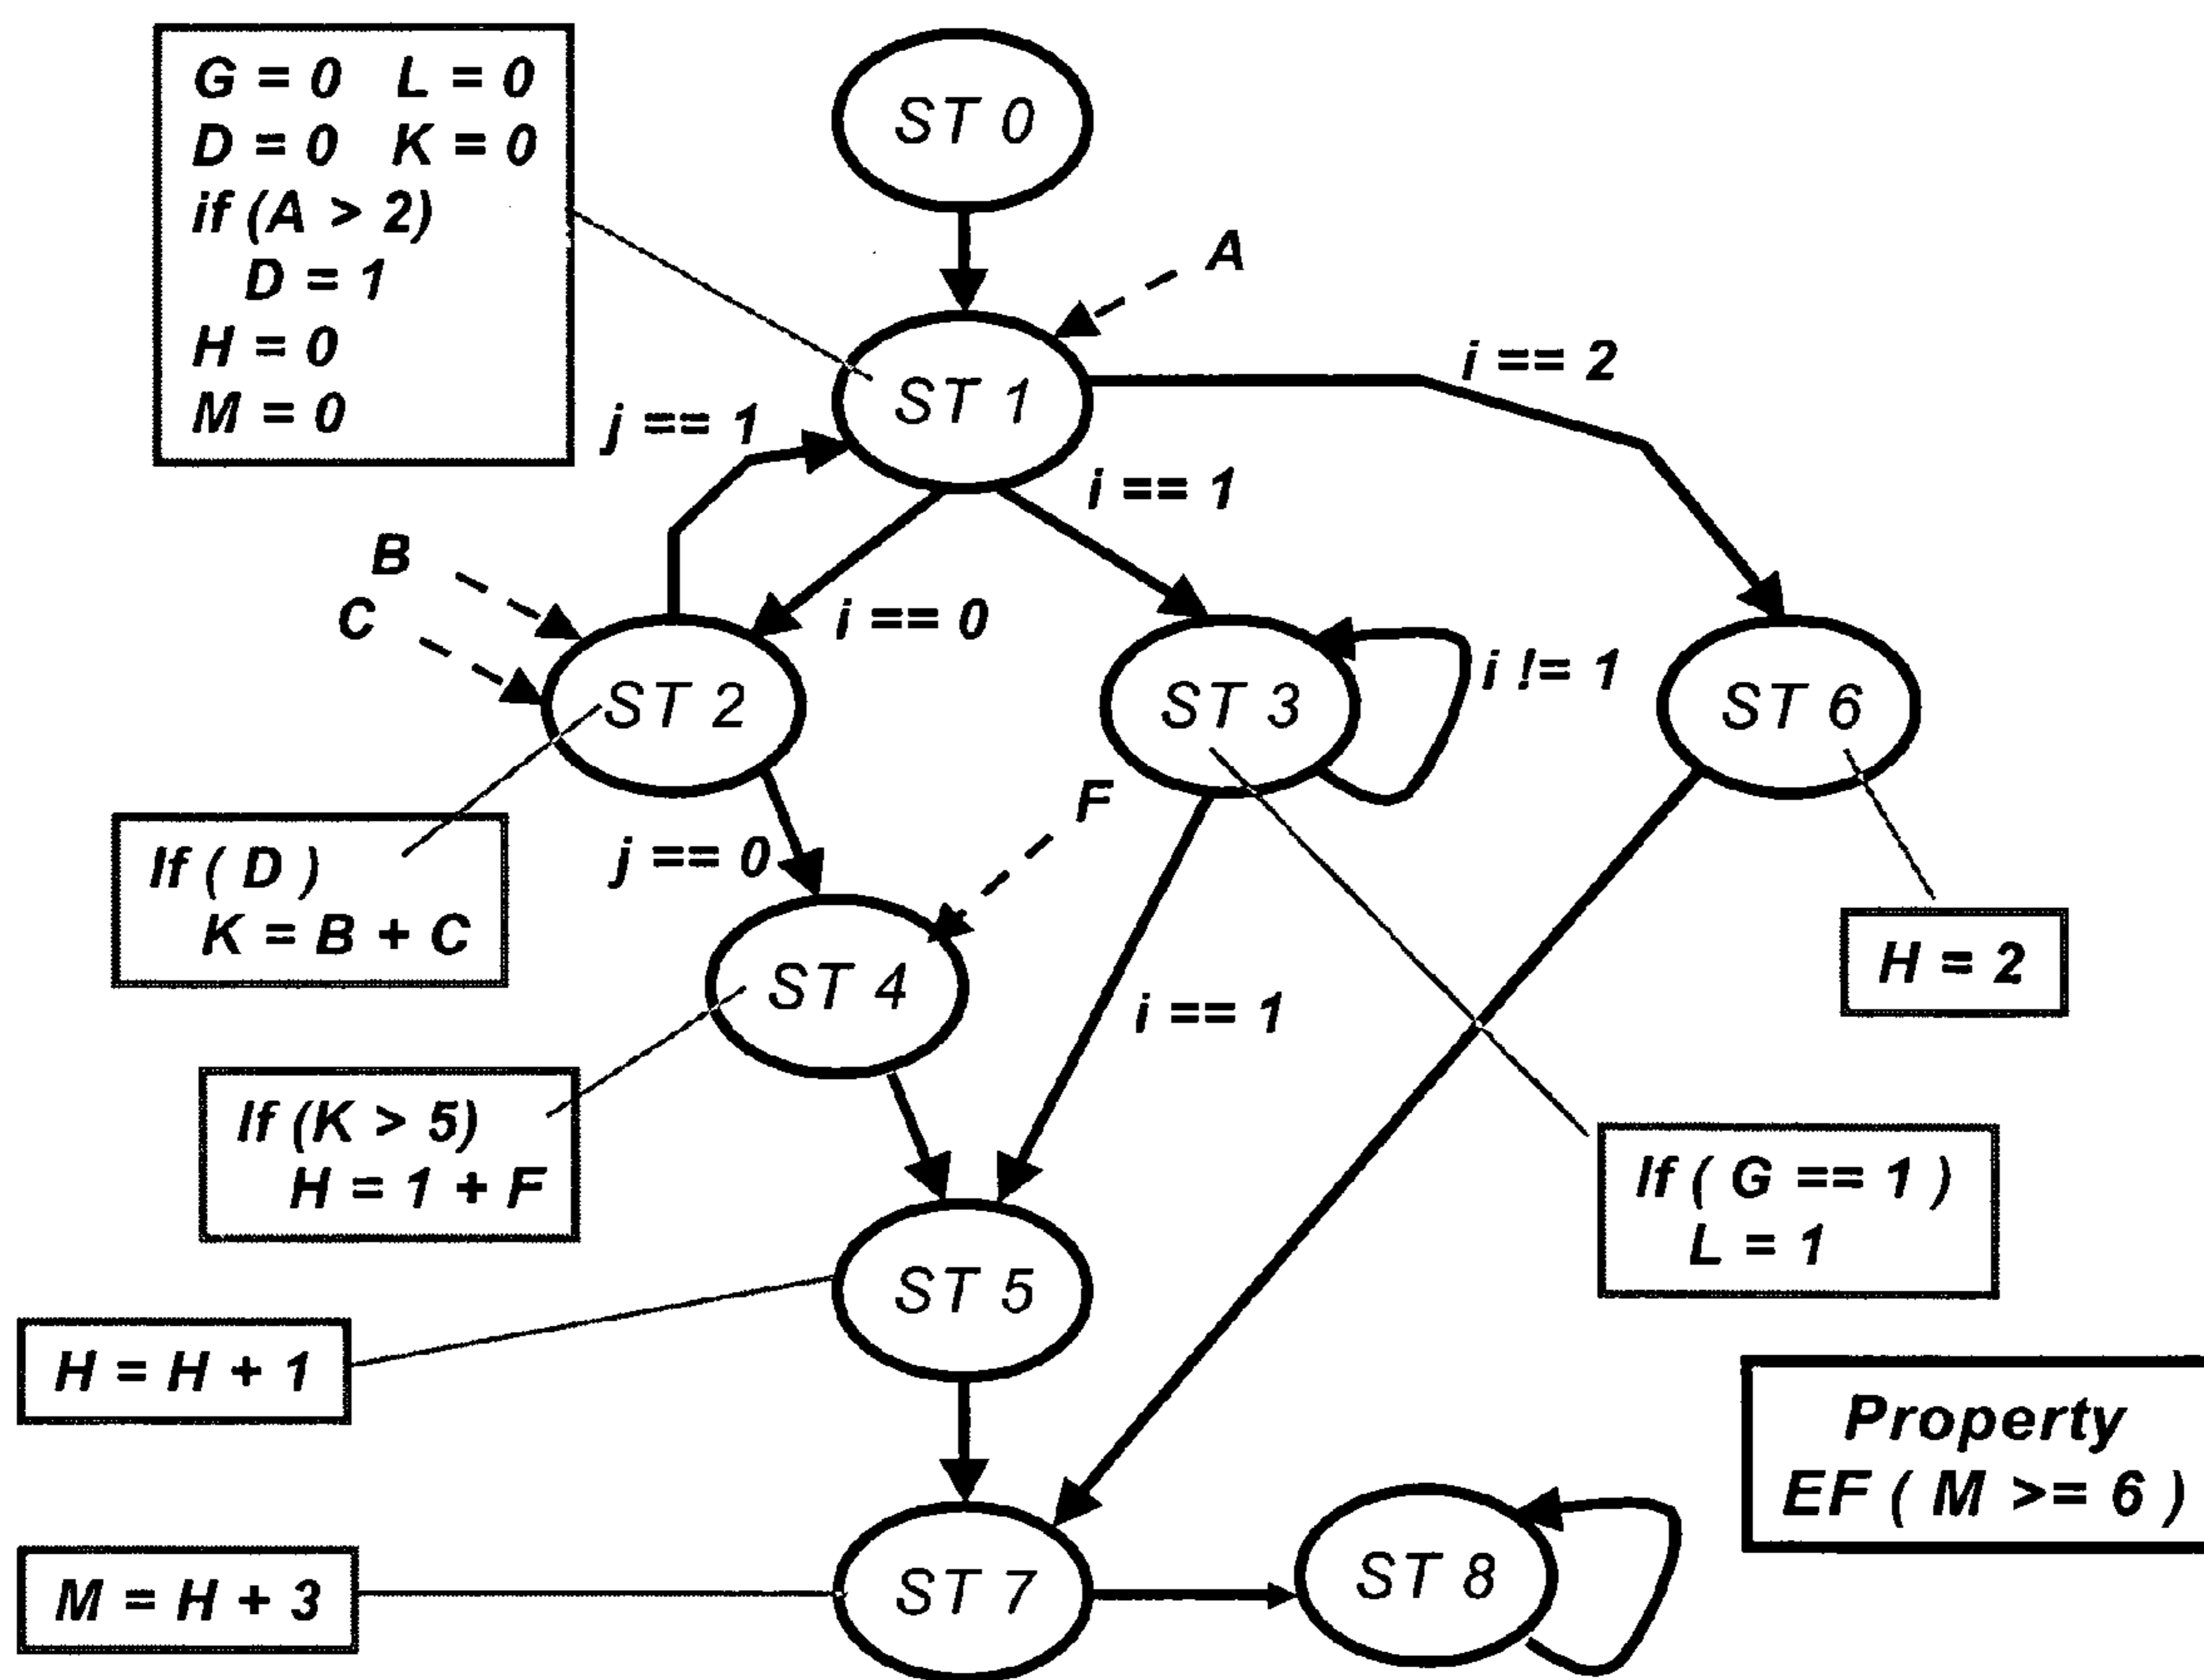 G = 0 L = 0
D = 0 K = 0
if (A > 2)
D = 1
H = 0
M = 0
ST 0
A
ST 1
i == 2
j == 1
i == 1
i == 0
B
C
ST 2
ST 3
i != 1
ST 6
If ( D )
K = B + C
j == 0
F
ST 4
i == 1
H = 2
If (K > 5)
H = 1 + F
If ( G == 1 )
L = 1
ST 5
H = H + 1
Property
EF ( M >= 6 )
M = H + 3
ST 7
ST 8